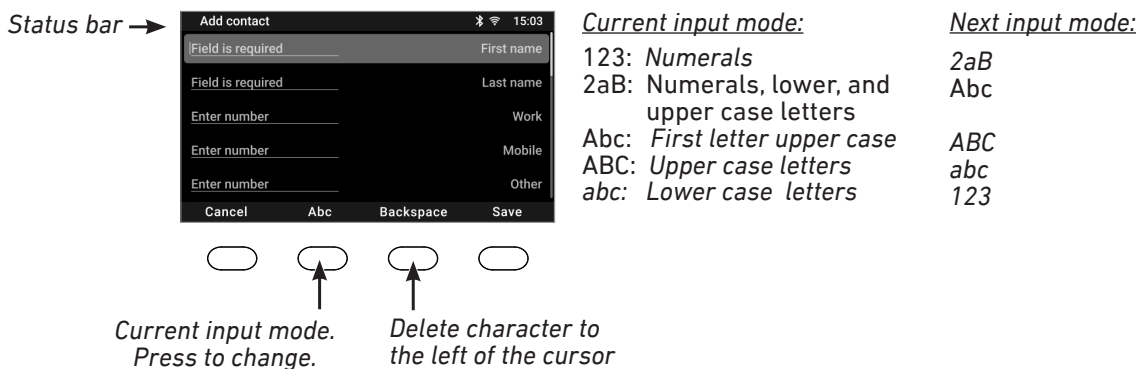 Status bar
Add contact 15:03
Field is required First name
Field is required Last name
Enter number Work
Enter number Mobile
Enter number Other
Cancel Abc Backspace Save
Current input mode.
Press to change.
Delete character to
the left of the cursor
Current input mode: Next input mode:
123: Numerals 2aB
2aB: Numerals, lower, and Abc
upper case letters
Abc: First letter upper case ABC
ABC: Upper case letters abc
abc: Lower case letters 123